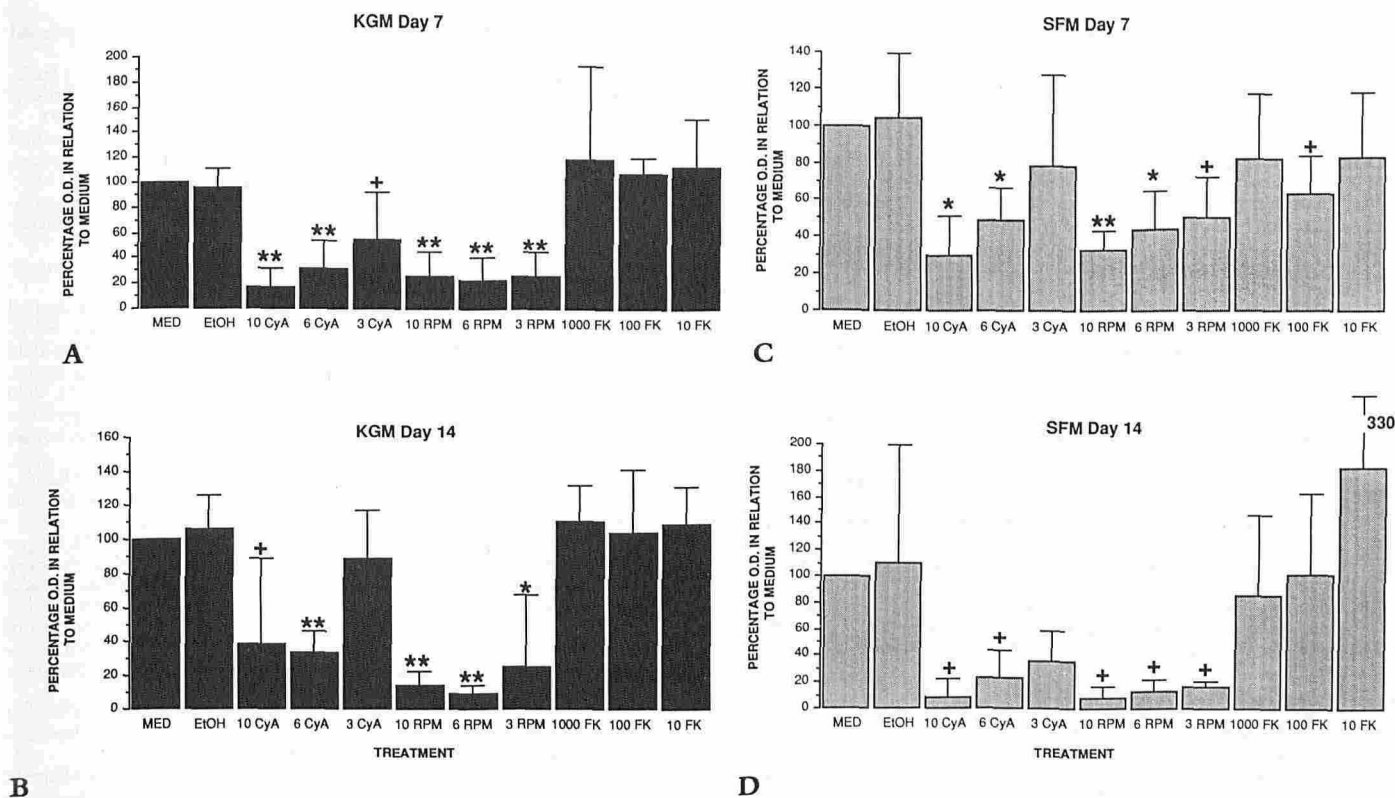 KGM Day 7
PERCENTAGE O.D. IN RELATION
TO MEDIUM
200
180
160
140
120
100
80
60
40
20
0
**
**
+
**
**
**
MED EtOH 10 CyA 6 CyA 3 CyA 10 RPM 6 RPM 3 RPM 1000 FK 100 FK 10 FK
A
SFM Day 7
PERCENTAGE O.D. IN RELATION
TO MEDIUM
140
120
100
80
60
40
20
0
*
*
**
*
+
+
MED EtOH 10 CyA 6 CyA 3 CyA 10 RPM 6 RPM 3 RPM 1000 FK 100 FK 10 FK
C
KGM Day 14
PERCENTAGE O.D. IN RELATION
TO MEDIUM
160
140
120
100
80
60
40
20
0
+
**
**
**
*
MED EtOH 10 CyA 6 CyA 3 CyA 10 RPM 6 RPM 3 RPM 1000 FK 100 FK 10 FK
TREATMENT
B
SFM Day 14
330
PERCENTAGE O.D. IN RELATION
TO MEDIUM
200
180
160
140
120
100
80
60
40
20
0
+
+
+
+
+
MED EtOH 10 CyA 6 CyA 3 CyA 10 RPM 6 RPM 3 RPM 1000 FK 100 FK 10 FK
TREATMENT
D